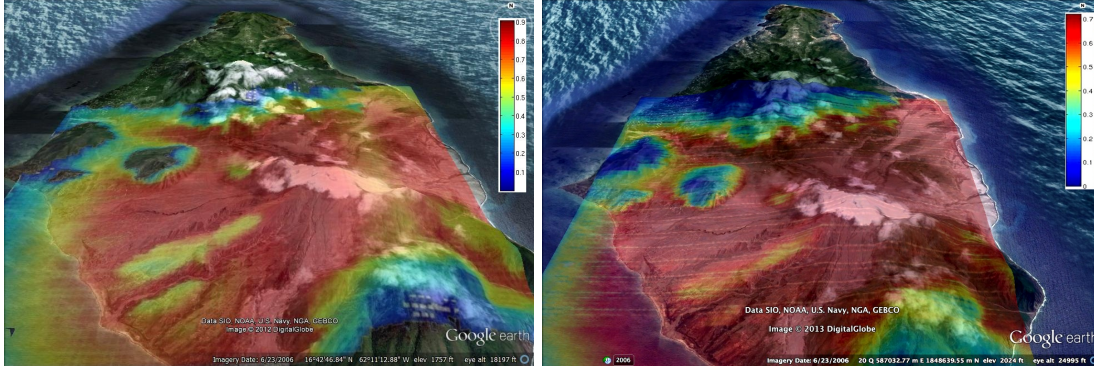 N
0.9
0.8
0.7
0.6
0.5
0.4
0.3
0.2
0.1
Data SIO, NOAA, U.S. Navy, NGA, GEBCO
Image © 2012 DigitalGlobe
Google earth
Imagery Date: 6/23/2006 16°42'46.84" N 62°11'12.88" W elev 1757 ft eye alt 18197 ft
N
0.7
0.6
0.5
0.4
0.3
0.2
0.1
0
Data SIO, NOAA, U.S. Navy, NGA, GEBCO
Image © 2013 DigitalGlobe
Google earth
2006
Imagery Date: 6/23/2006 20 Q 587032.77 m E 1848639.55 m N elev 2024 ft eye alt 24995 ft